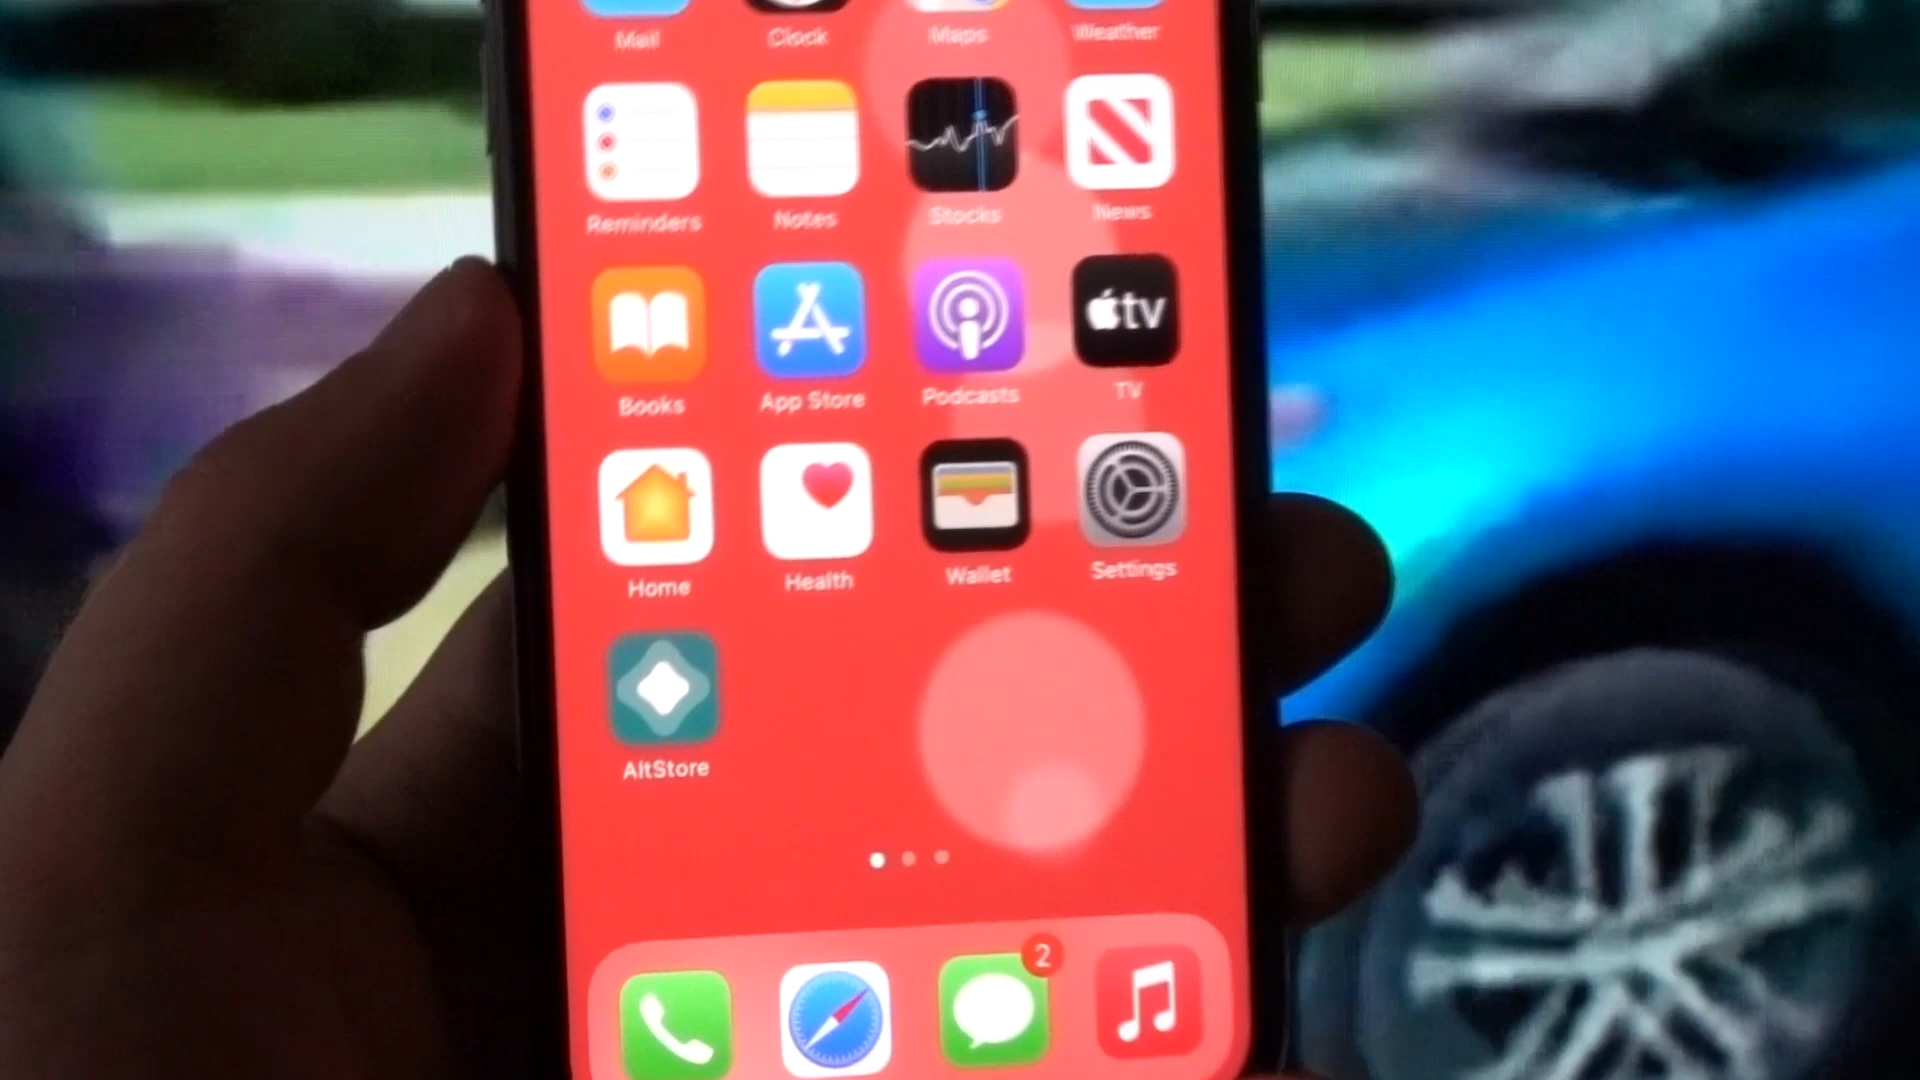 Mail Clock Maps Weather
Reminders Notes Stocks News
tv
Books App Store Podcasts TV
Home Health Wallet Settings
AltStore
2